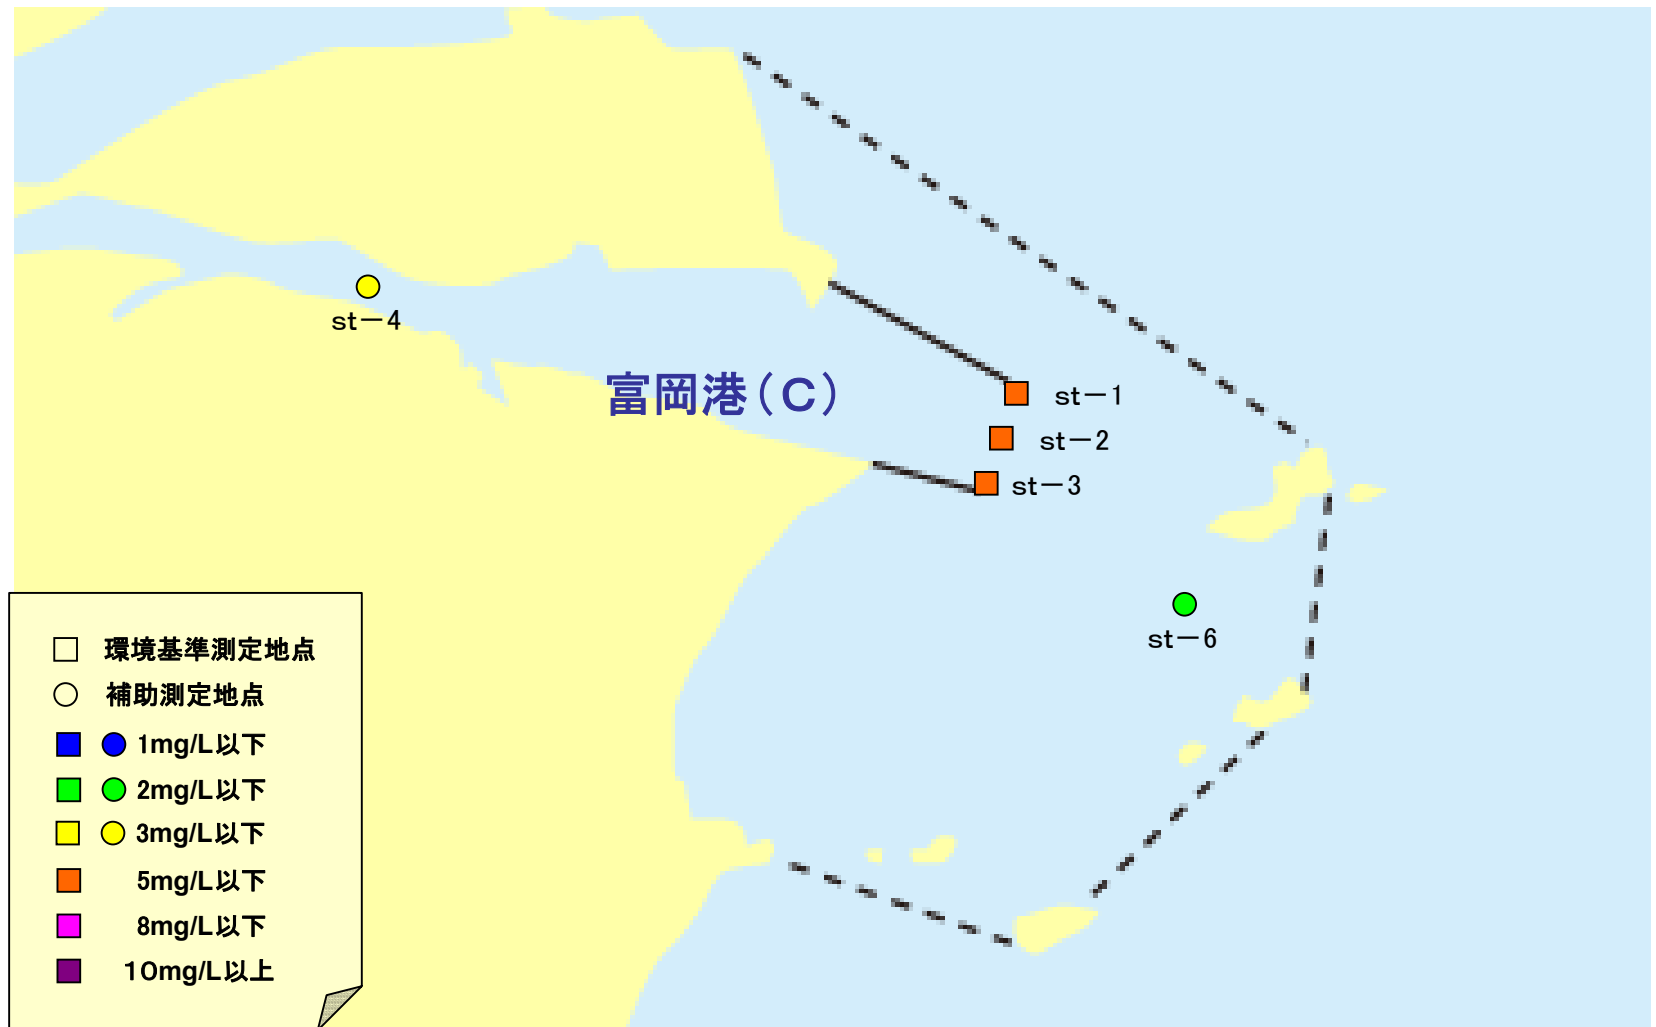 st－4
富岡港（C）
st－1
st－2
st－3
st－6
環境基準測定地点
補助測定地点
1mg/L以下
2mg/L以下
3mg/L以下
5mg/L以下
8mg/L以下
10mg/L以上